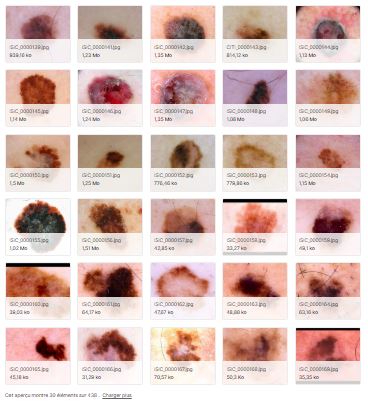 ISIC_0000139.jpg ISIC_0000141.jpg ISIC_0000142.jpg ISIC_0000143.jpg ISIC_0000144.jpg
939,16 ko 1,23 Mo 1,35 Mo 814,12 ko 1,13 Mo
ISIC_0000145.jpg ISIC_0000146.jpg ISIC_0000147.jpg ISIC_0000148.jpg ISIC_0000149.jpg
1,14 Mo 1,24 Mo 1,35 Mo 1,08 Mo 1,06 Mo
ISIC_0000150.jpg ISIC_0000151.jpg ISIC_0000152.jpg ISIC_0000153.jpg ISIC_0000154.jpg
1,5 Mo 1,25 Mo 776,46 ko 779,86 ko 1,15 Mo
ISIC_0000155.jpg ISIC_0000156.jpg ISIC_0000157.jpg ISIC_0000158.jpg ISIC_0000159.jpg
1,02 Mo 1,51 Mo 42,85 ko 33,27 ko 49,1 ko
ISIC_0000160.jpg ISIC_0000161.jpg ISIC_0000162.jpg ISIC_0000163.jpg ISIC_0000164.jpg
39,03 ko 64,17 ko 47,67 ko 48,88 ko 63,16 ko
ISIC_0000165.jpg ISIC_0000166.jpg ISIC_0000167.jpg ISIC_0000168.jpg ISIC_0000169.jpg
45,18 ko 31,29 ko 70,57 ko 50,3 ko 35,35 ko
Cet aperçu montre 30 éléments sur 438 . Charger plus.